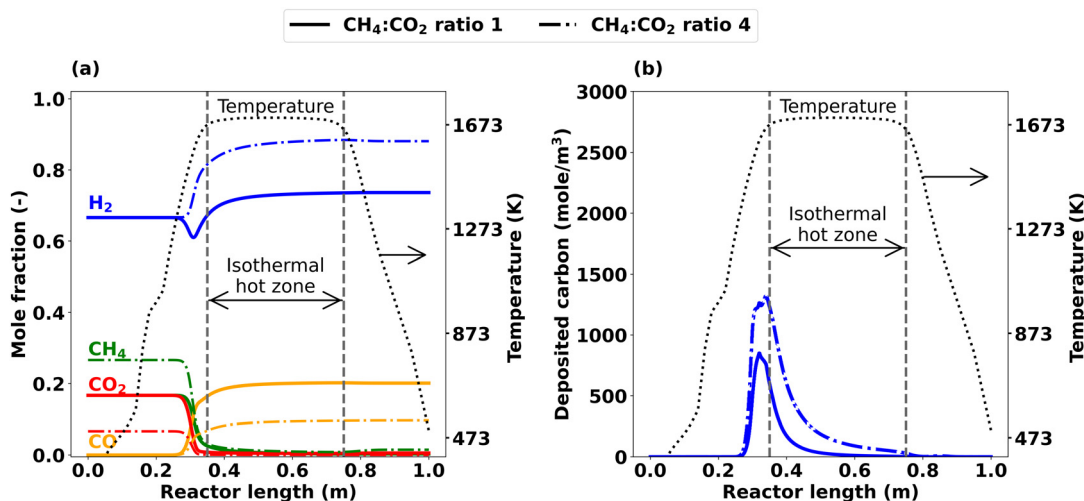 CH₄:CO₂ ratio 1
CH₄:CO₂ ratio 4
(a)
Mole fraction (-)
1.0
0.8
0.6
0.4
0.2
0.0
Temperature
H₂
Isothermal
hot zone
CH₄
CO₂
CO
1673
1273
873
473
Temperature (K)
0.0 0.2 0.4 0.6 0.8 1.0
Reactor length (m)
(b)
Deposited carbon (mole/m³)
3000
2500
2000
1500
1000
500
0
Temperature
Isothermal
hot zone
1673
1273
873
473
Temperature (K)
0.0 0.2 0.4 0.6 0.8 1.0
Reactor length (m)